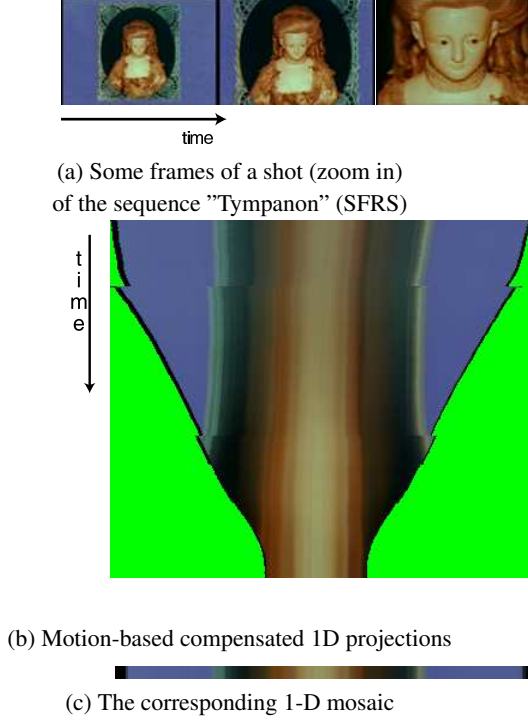 time
(a) Some frames of a shot (zoom in)
of the sequence ”Tympanon” (SFRS)
time
(b) Motion-based compensated 1D projections
(c) The corresponding 1-D mosaic